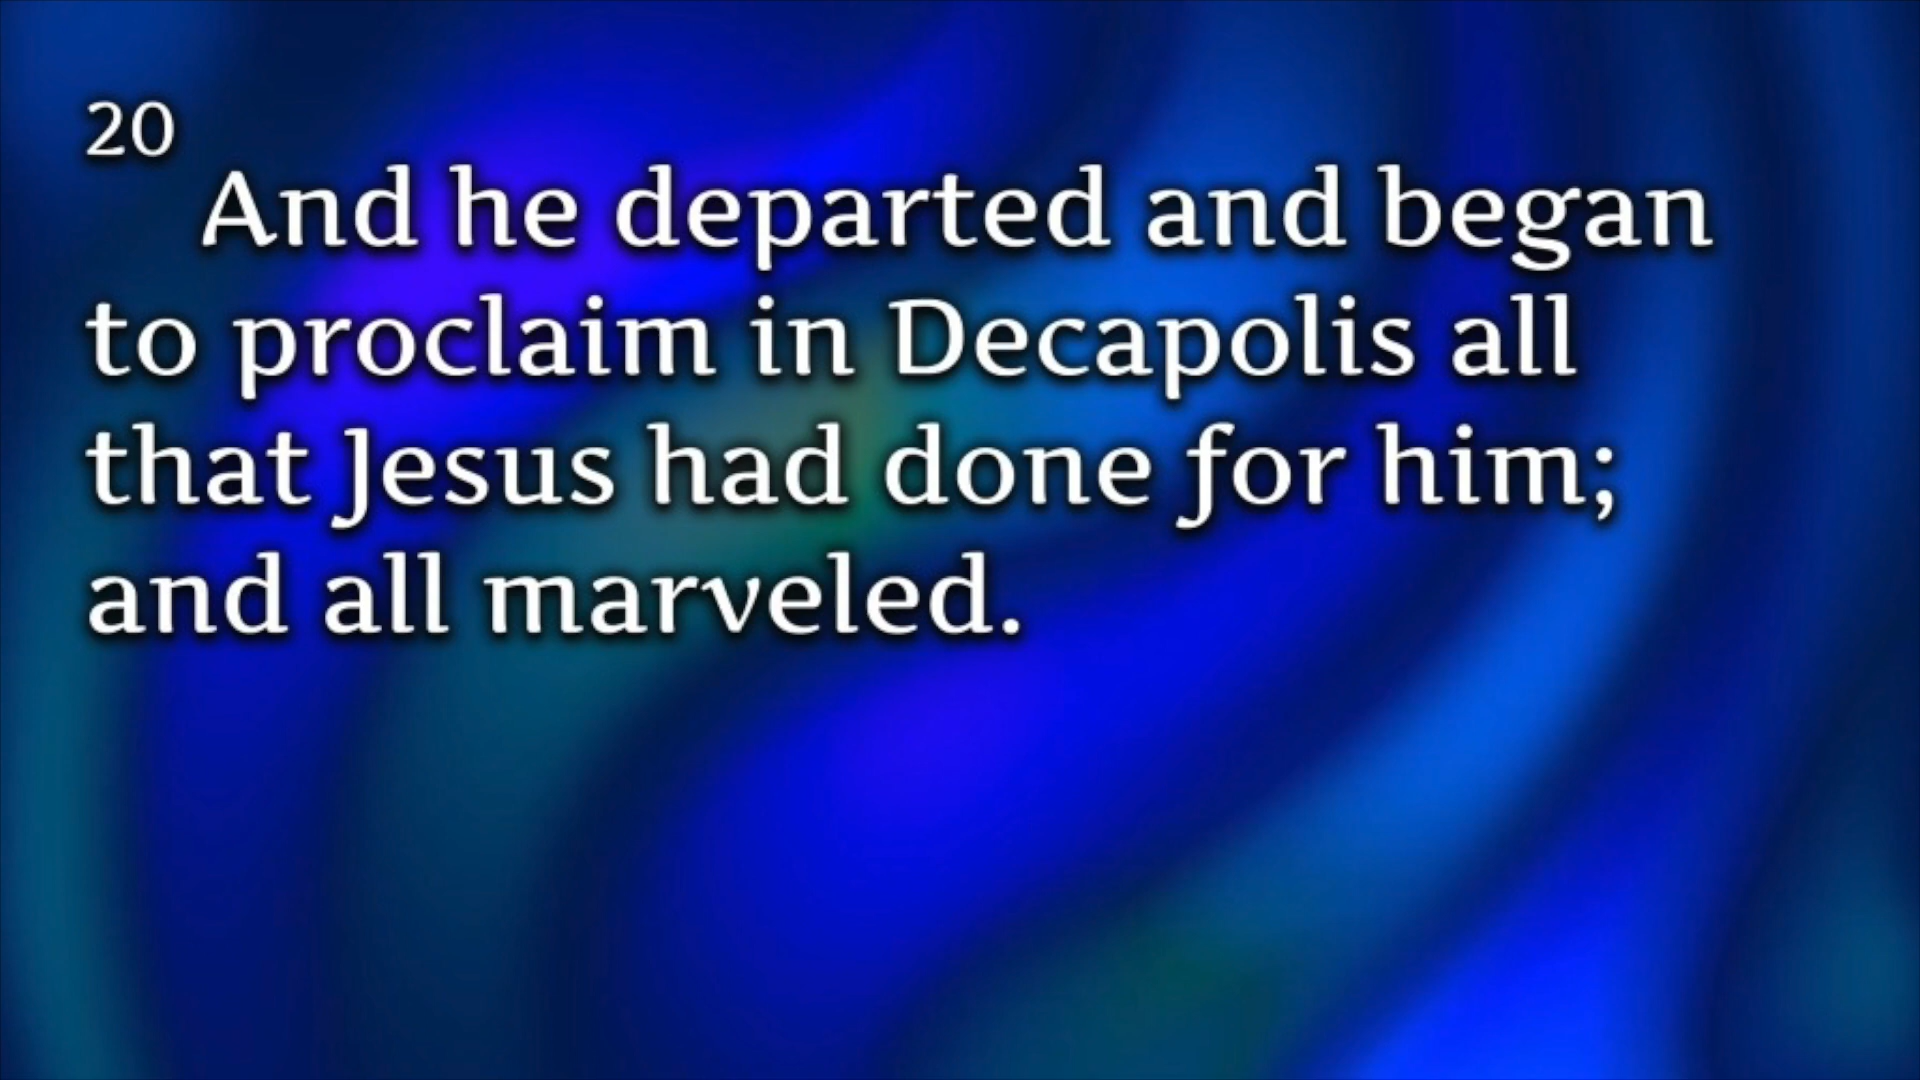 20
And he departed and began
to proclaim in Decapolis all
that Jesus had done for him;
and all marveled.